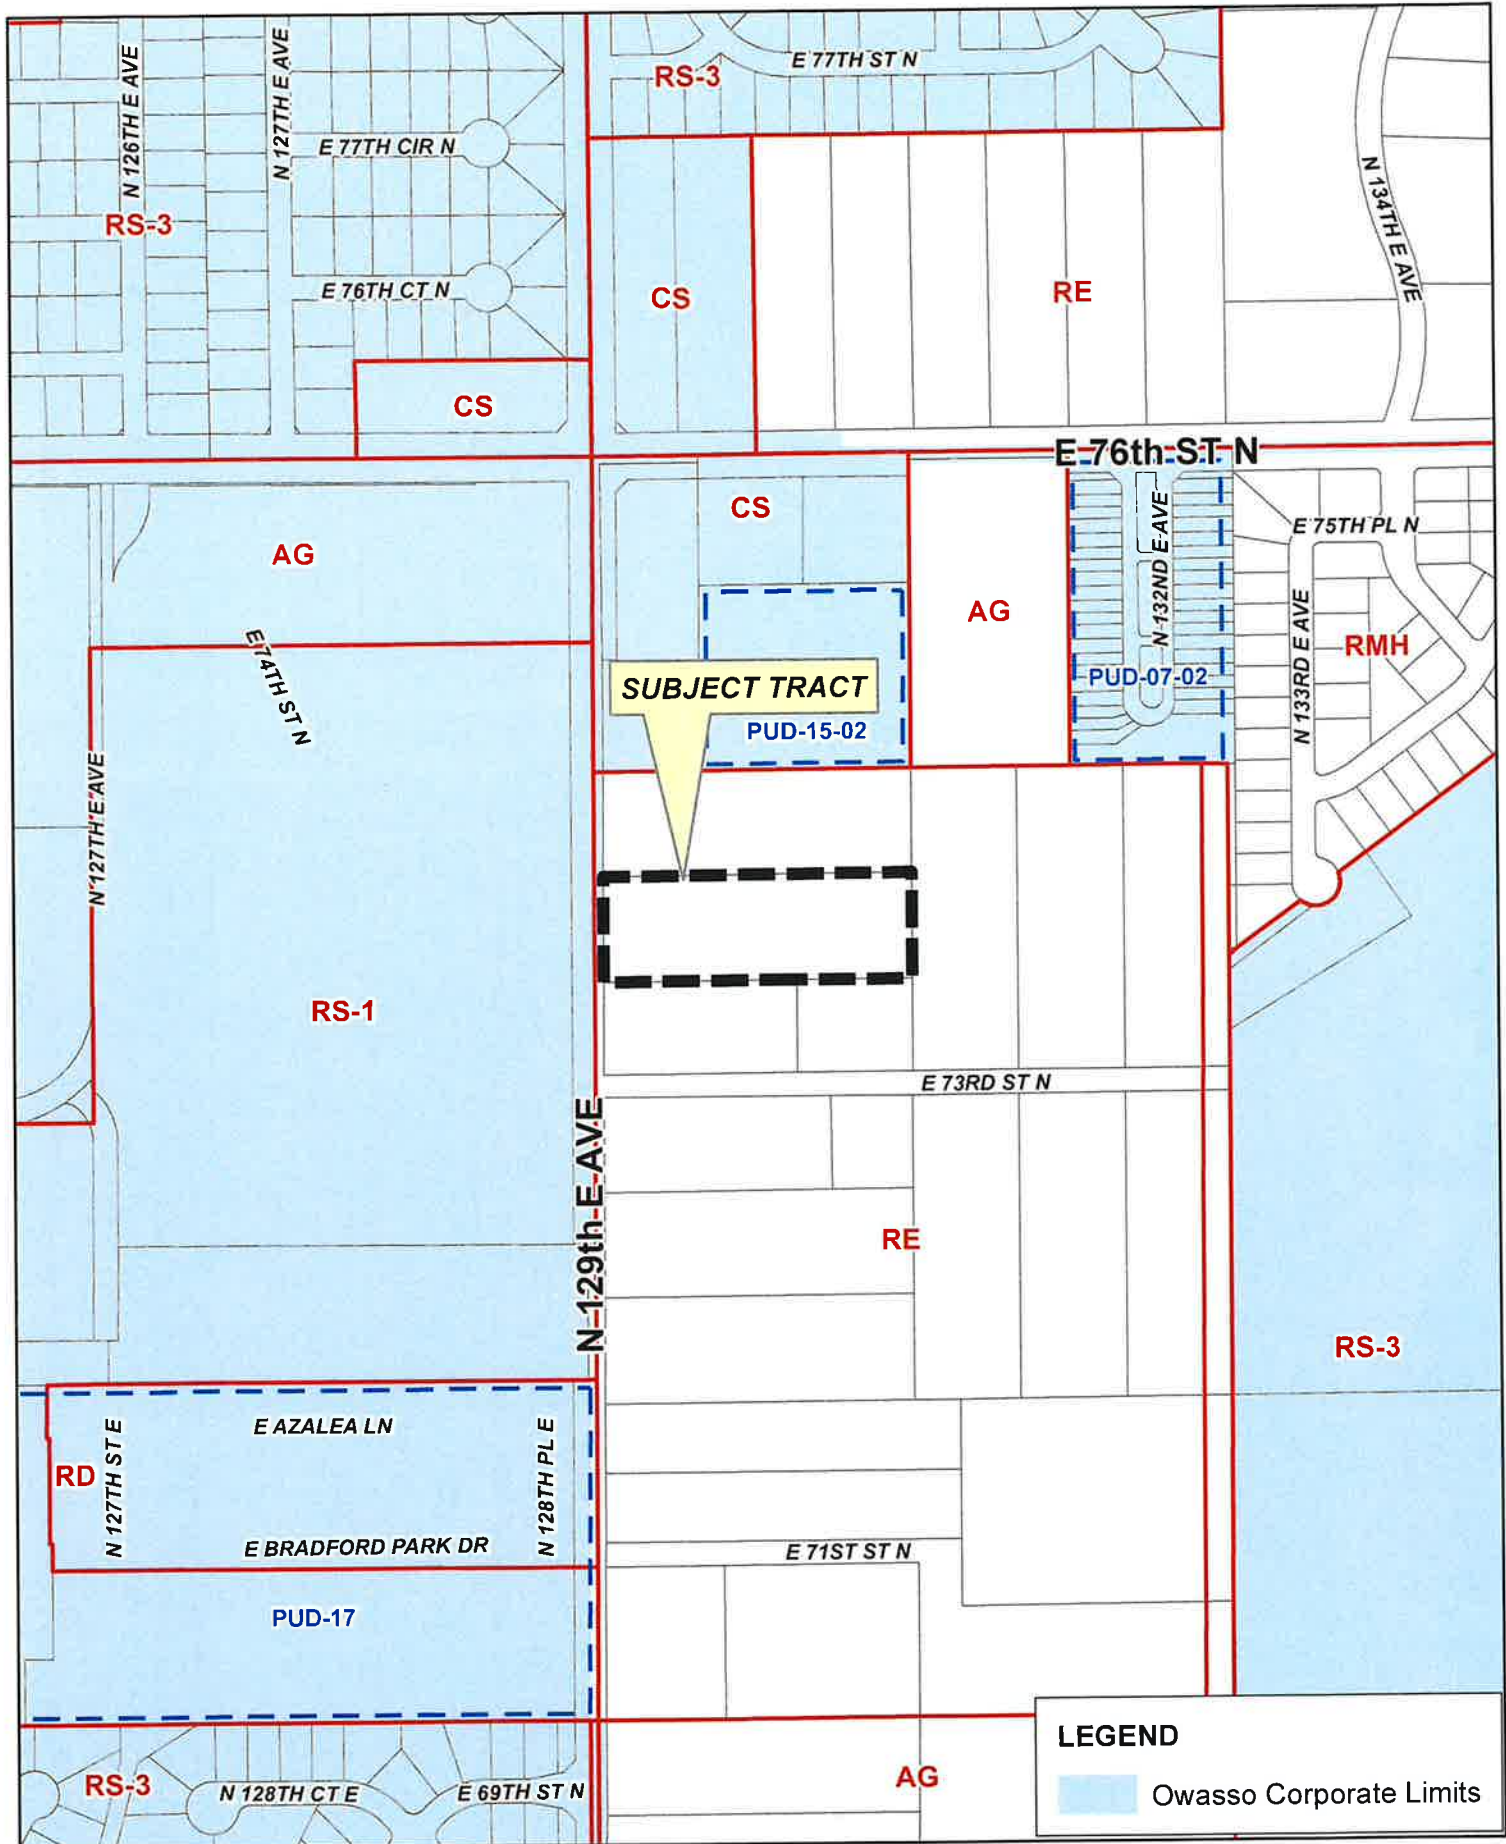 N 126TH E AVE
N 127TH E AVE
E 77TH ST N
RS-3
E 77TH CIR N
N 134TH E AVE
RS-3
E 76TH CT N
CS
RE
CS
E 76th ST N
CS
AG
E 75TH PL N
N 132ND E AVE
AG
N 133RD E AVE
E 74TH ST N
RMH
PUD-07-02
SUBJECT TRACT
PUD-15-02
N 127TH E AVE
RS-1
E 73RD ST N
N 129th E AVE
RE
RS-3
E AZALEA LN
RD
N 127TH ST E
N 128TH PL E
E BRADFORD PARK DR
E 71ST ST N
PUD-17
LEGEND
RS-3
N 128TH CT E
E 69TH ST N
AG
Owasso Corporate Limits